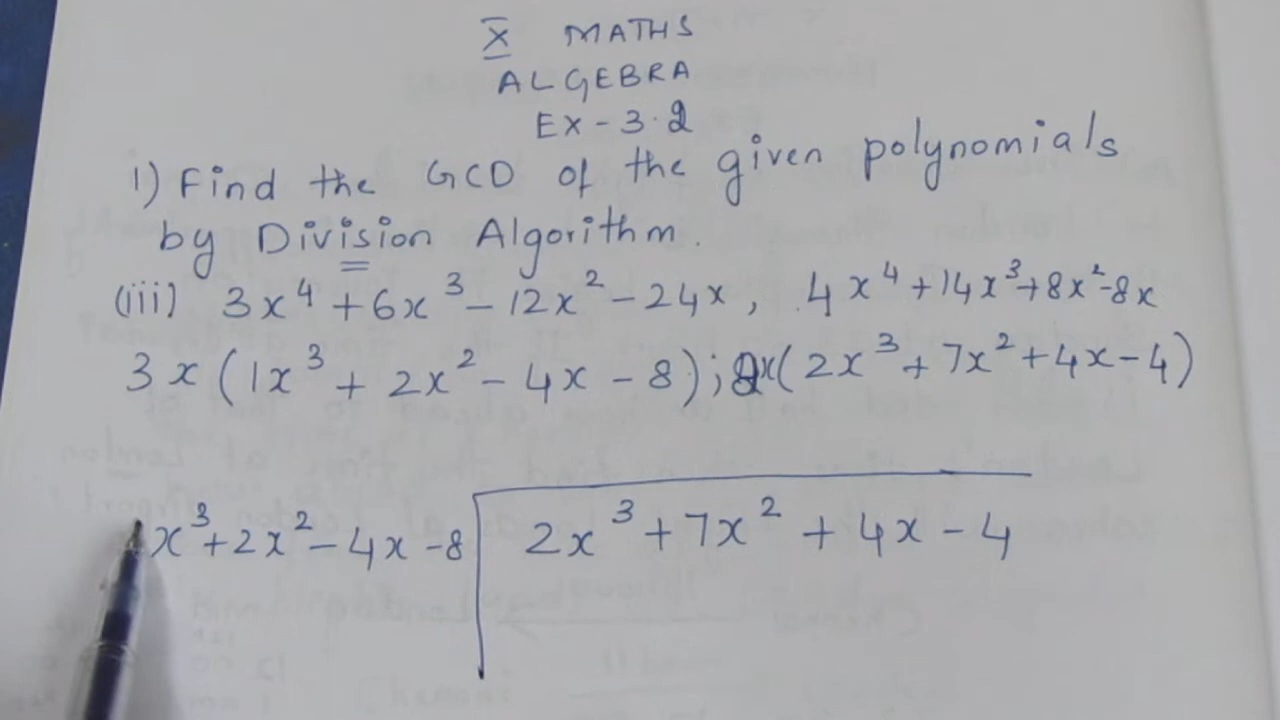 X MATHS
ALGEBRA
EX - 3.2
1) Find the GCD of the given polynomials
by Division Algorithm.
(iii) 3x⁴ + 6x³ - 12x² - 24x, 4x⁴ + 14x³ + 8x² - 8x
3x (1x³ + 2x² - 4x - 8); 2x (2x³ + 7x² + 4x - 4)
x³ + 2x² - 4x - 8 2x³ + 7x² + 4x - 4